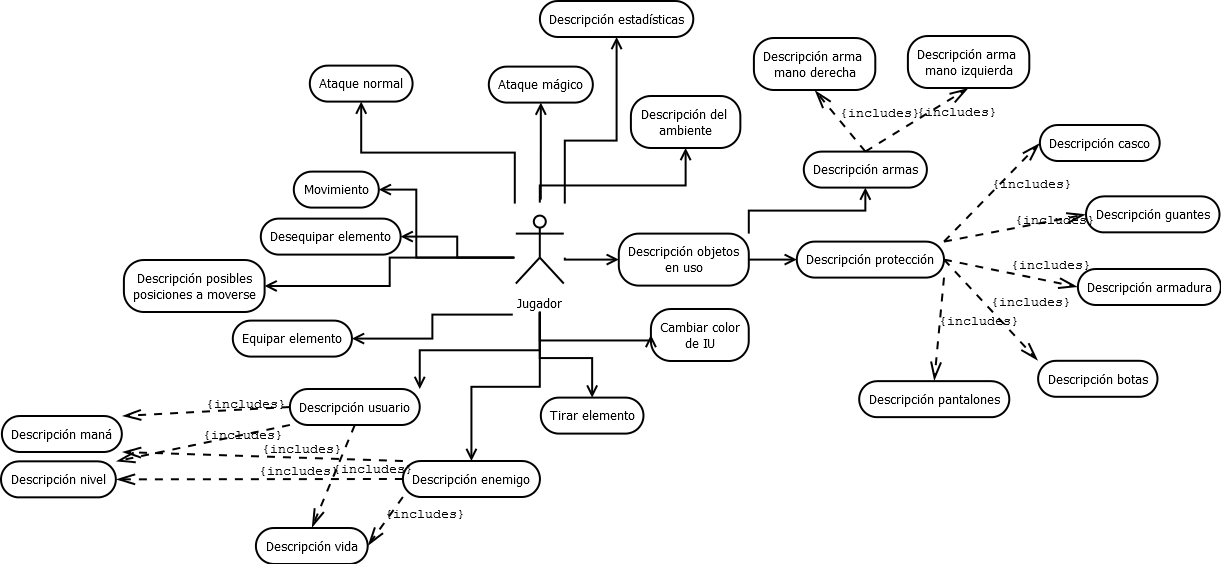 Descripción estadísticas
Descripción arma
mano derecha
Descripción arma
mano izquierda
Ataque normal
Ataque mágico
Descripción del
ambiente
{includes}
{includes}
Descripción casco
Descripción armas
Movimiento
{includes}
Descripción guantes
{includes}
Desequipar elemento
Descripción objetos
en uso
Descripción protección
{includes}
Descripción posibles
posiciones a moverse
Descripción armadura
Jugador
{includes}
{includes}
Equipar elemento
Cambiar color
de IU
Descripción botas
Descripción pantalones
{includes}
Descripción usuario
Tirar elemento
Descripción maná
{includes}
{includes}
{includes}
{includes}
Descripción nivel
Descripción enemigo
{includes}
Descripción vida